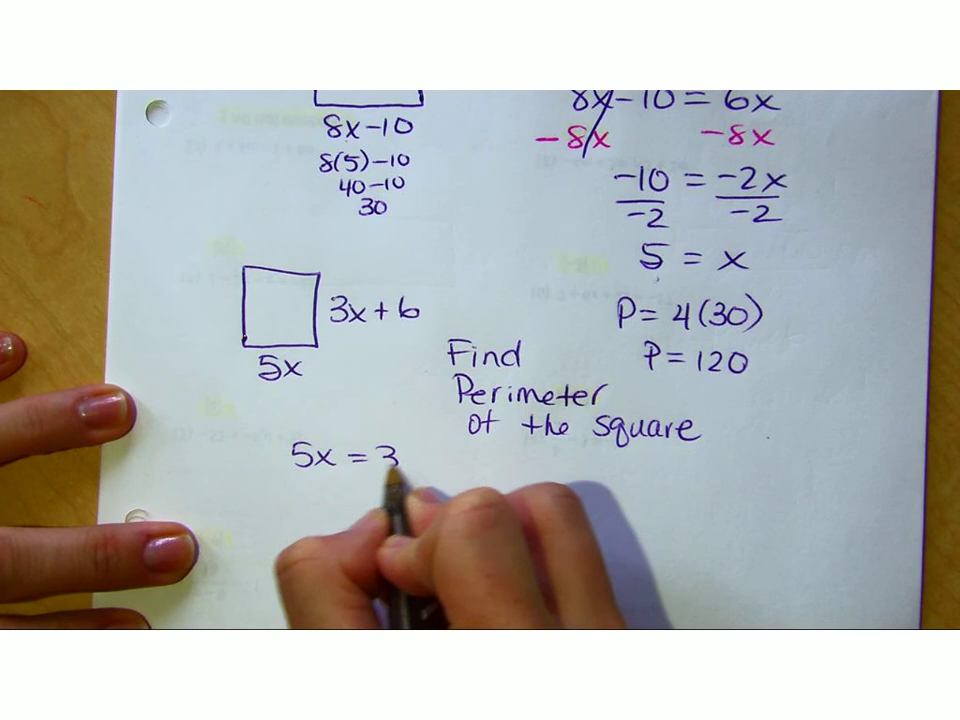 8x-10
8(5)-10
40-10
30
8x-10 = 6x
-8x -8x
-10 = -2x
-2 -2
5 = x
P= 4(30)
P= 120
3x+6
5x
Find
Perimeter
of the square
5x = 3